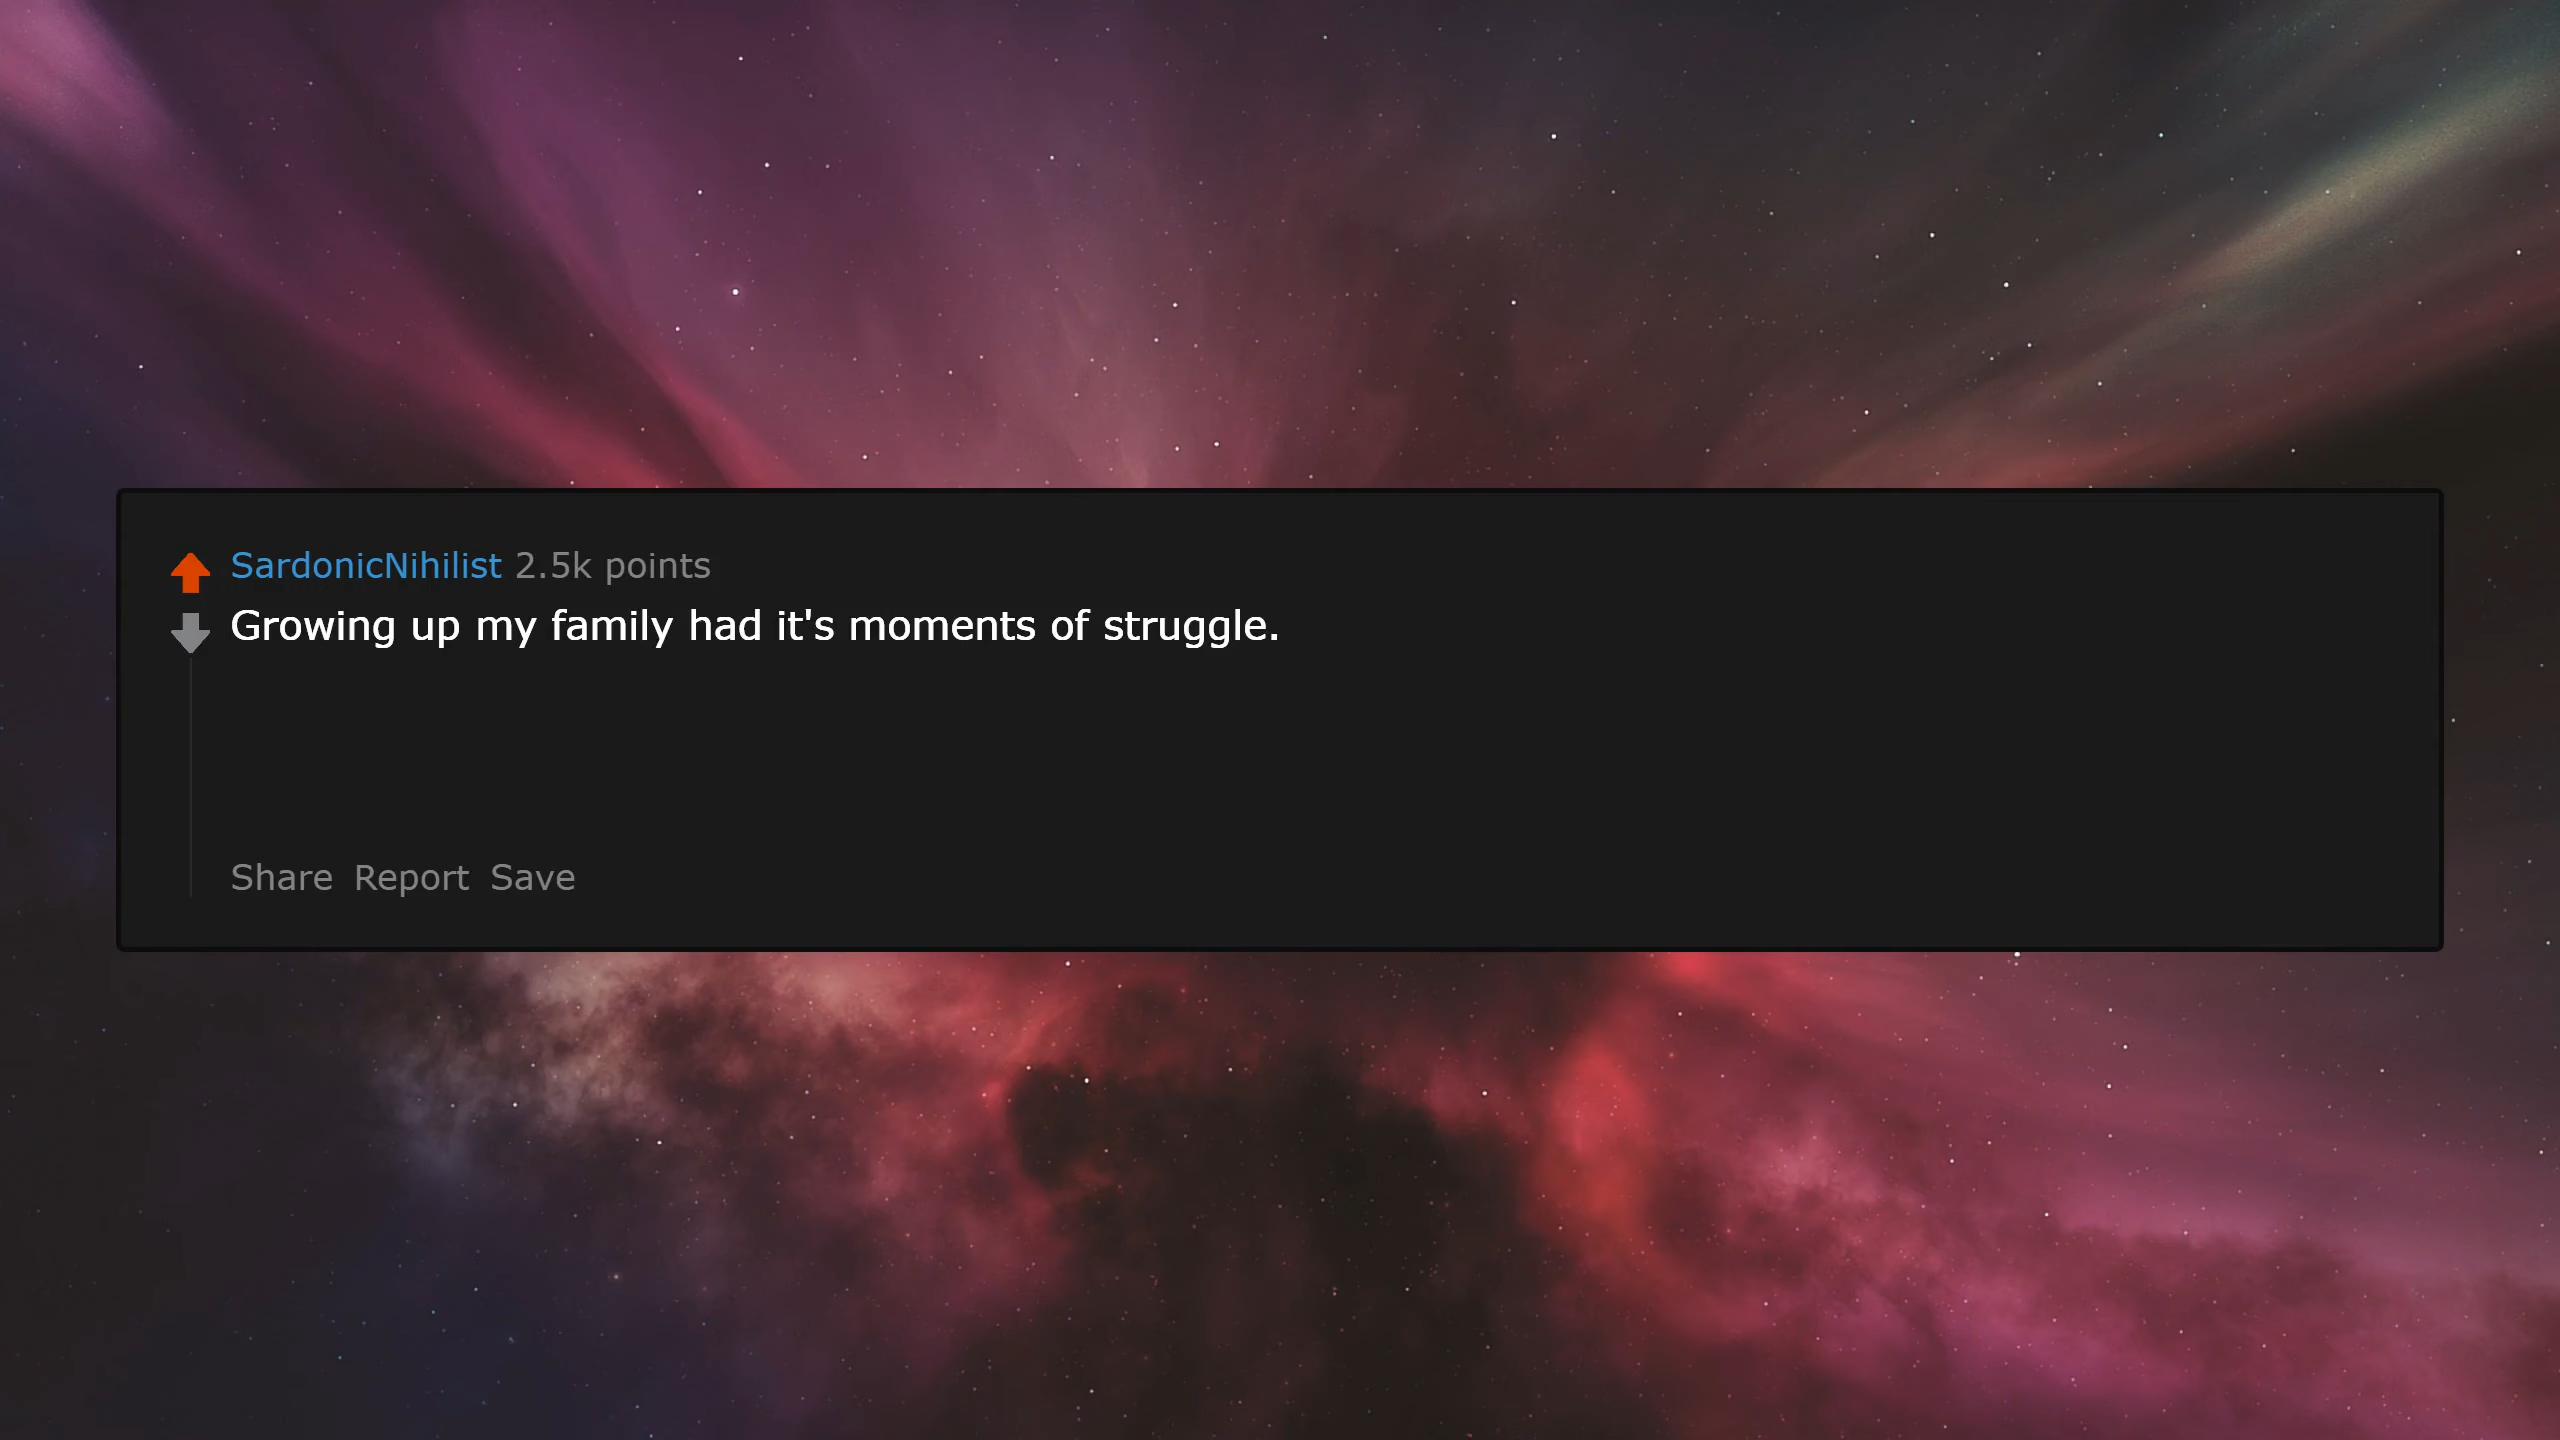 SardonicNihilist 2.5k points
Growing up my family had it's moments of struggle.
Share Report Save